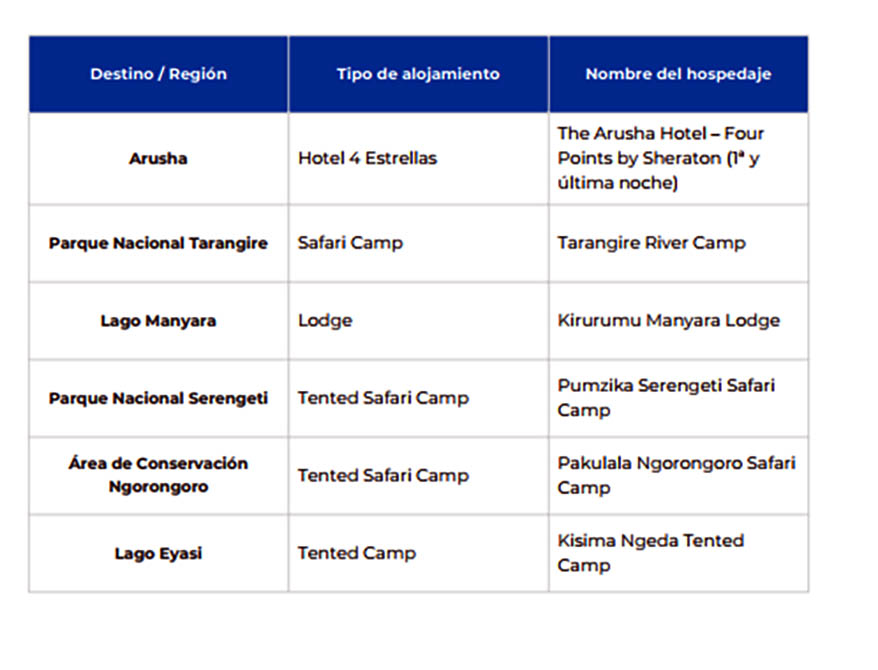 Destino / Región
Tipo de alojamiento
Nombre del hospedaje
Arusha
Hotel 4 Estrellas
The Arusha Hotel – Four
Points by Sheraton (1ª y
última noche)
Parque Nacional Tarangire
Safari Camp
Tarangire River Camp
Lago Manyara
Lodge
Kirurumu Manyara Lodge
Parque Nacional Serengeti
Tented Safari Camp
Pumzika Serengeti Safari
Camp
Área de Conservación
Ngorongoro
Tented Safari Camp
Pakulala Ngorongoro Safari
Camp
Lago Eyasi
Tented Camp
Kisima Ngeda Tented
Camp